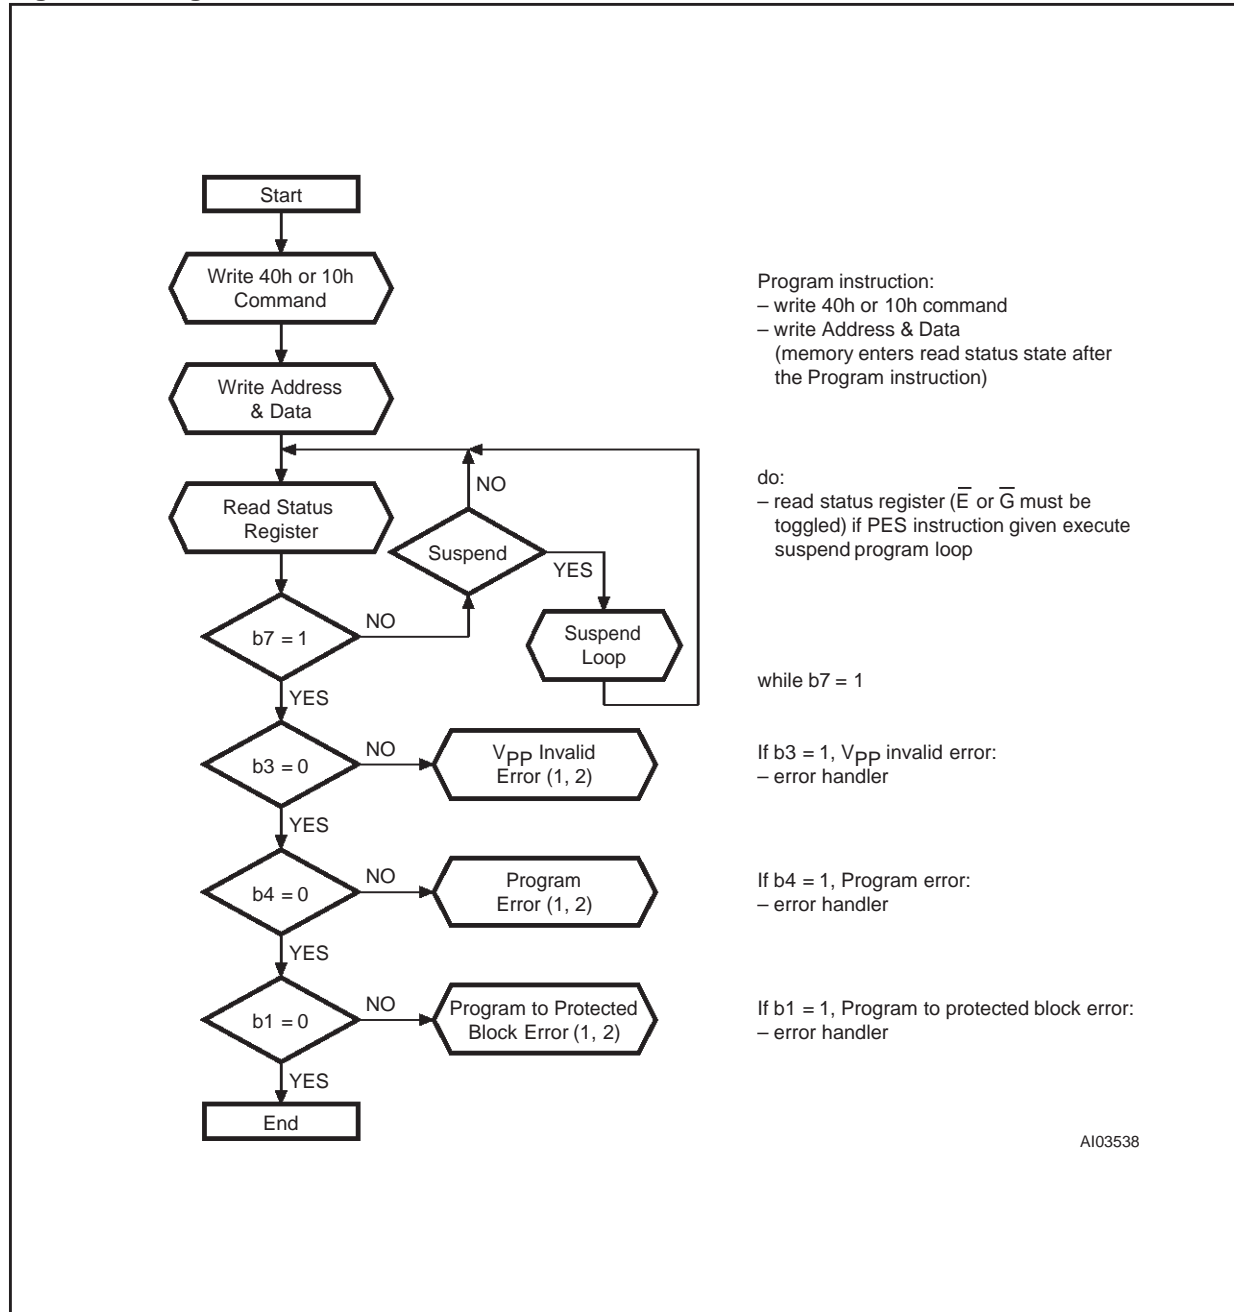 Start
Write 40h or 10h
Command
Write Address
& Data
Read Status
Register
NO
Suspend
YES
Suspend
Loop
b7 = 1
NO
YES
b3 = 0
NO
VPP Invalid
Error (1, 2)
YES
b4 = 0
NO
Program
Error (1, 2)
YES
b1 = 0
NO
Program to Protected
Block Error (1, 2)
YES
End
Program instruction:
– write 40h or 10h command
– write Address & Data
(memory enters read status state after
the Program instruction)
do:
– read status register (E̅ or G̅ must be
toggled) if PES instruction given execute
suspend program loop
while b7 = 1
If b3 = 1, VPP invalid error:
– error handler
If b4 = 1, Program error:
– error handler
If b1 = 1, Program to protected block error:
– error handler
AI03538